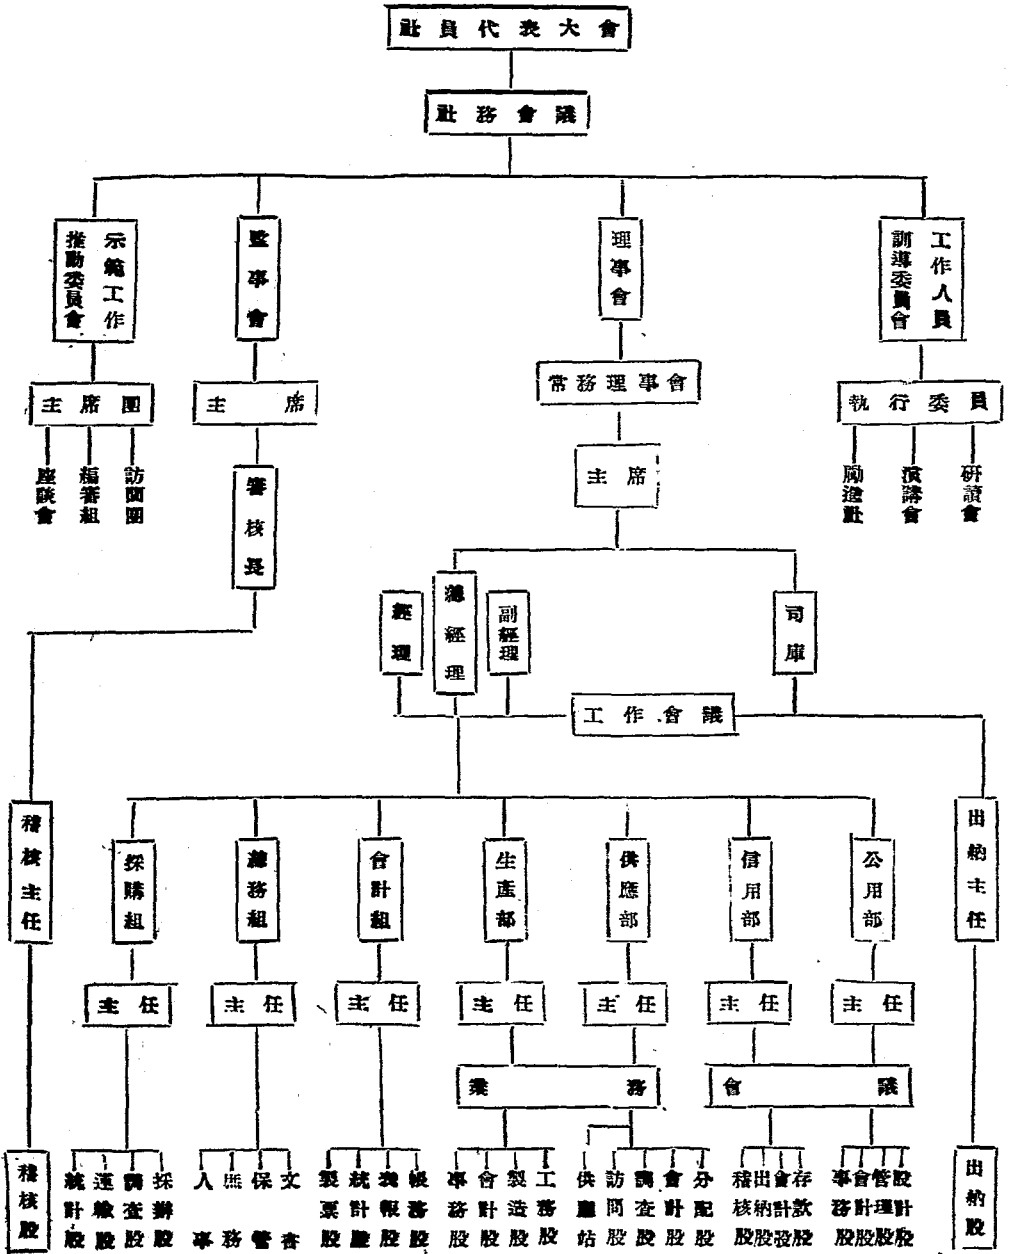 社員代表大會
社務會議
示範工作推動委員會
監事會
理事會
工作人員訓導委員會
主席團
主席
常務理事會
執行委員
座談會
編審組
訪問團
審核長
主席
勵進社
演講會
研讀會
經理
總經理
副經理
司庫
工作會議
稽核主任
採購組
總務組
會計組
生產部
供應部
信用部
公用部
出納主任
主任
主任
主任
主任
主任
主任
主任
業務
會議
稽核股
統計股
運輸股
調查股
採辦股
人事
庶務
保管
文書
製票股
統計股
表報股
帳務股
事務股
會計股
製造股
工務股
供應站
訪問股
調查股
會計股
分配股
稽核股
出納股
會計股
存款股
事務股
會計股
管理股
設計股
出納股